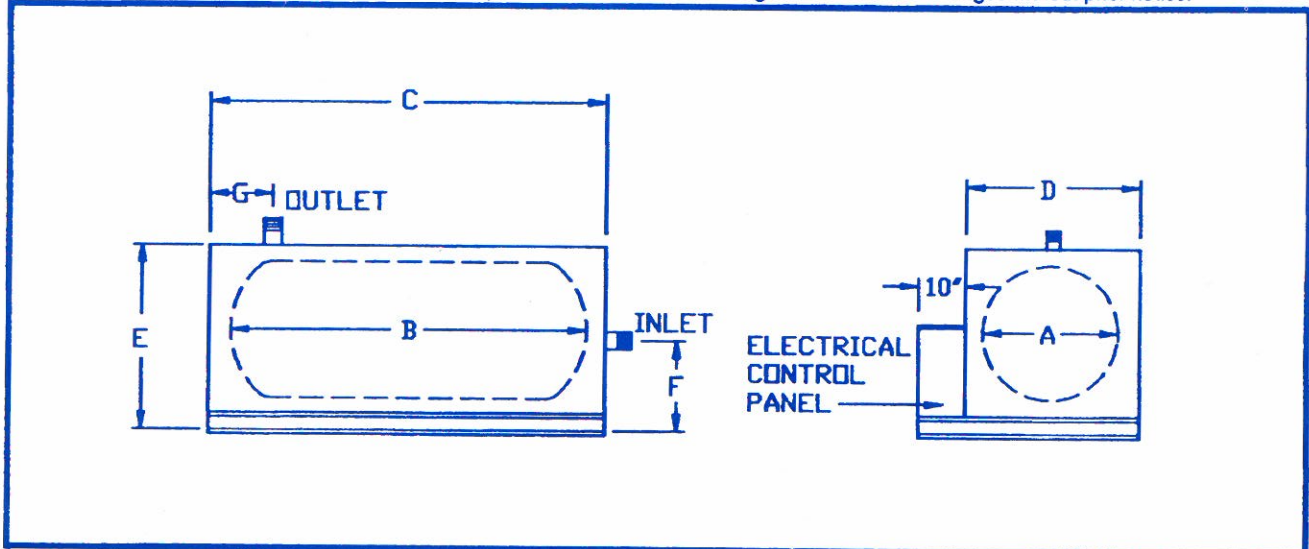 C
G OUTLET
D
10"
E
B
INLET
A
F
ELECTRICAL
CONTROL
PANEL